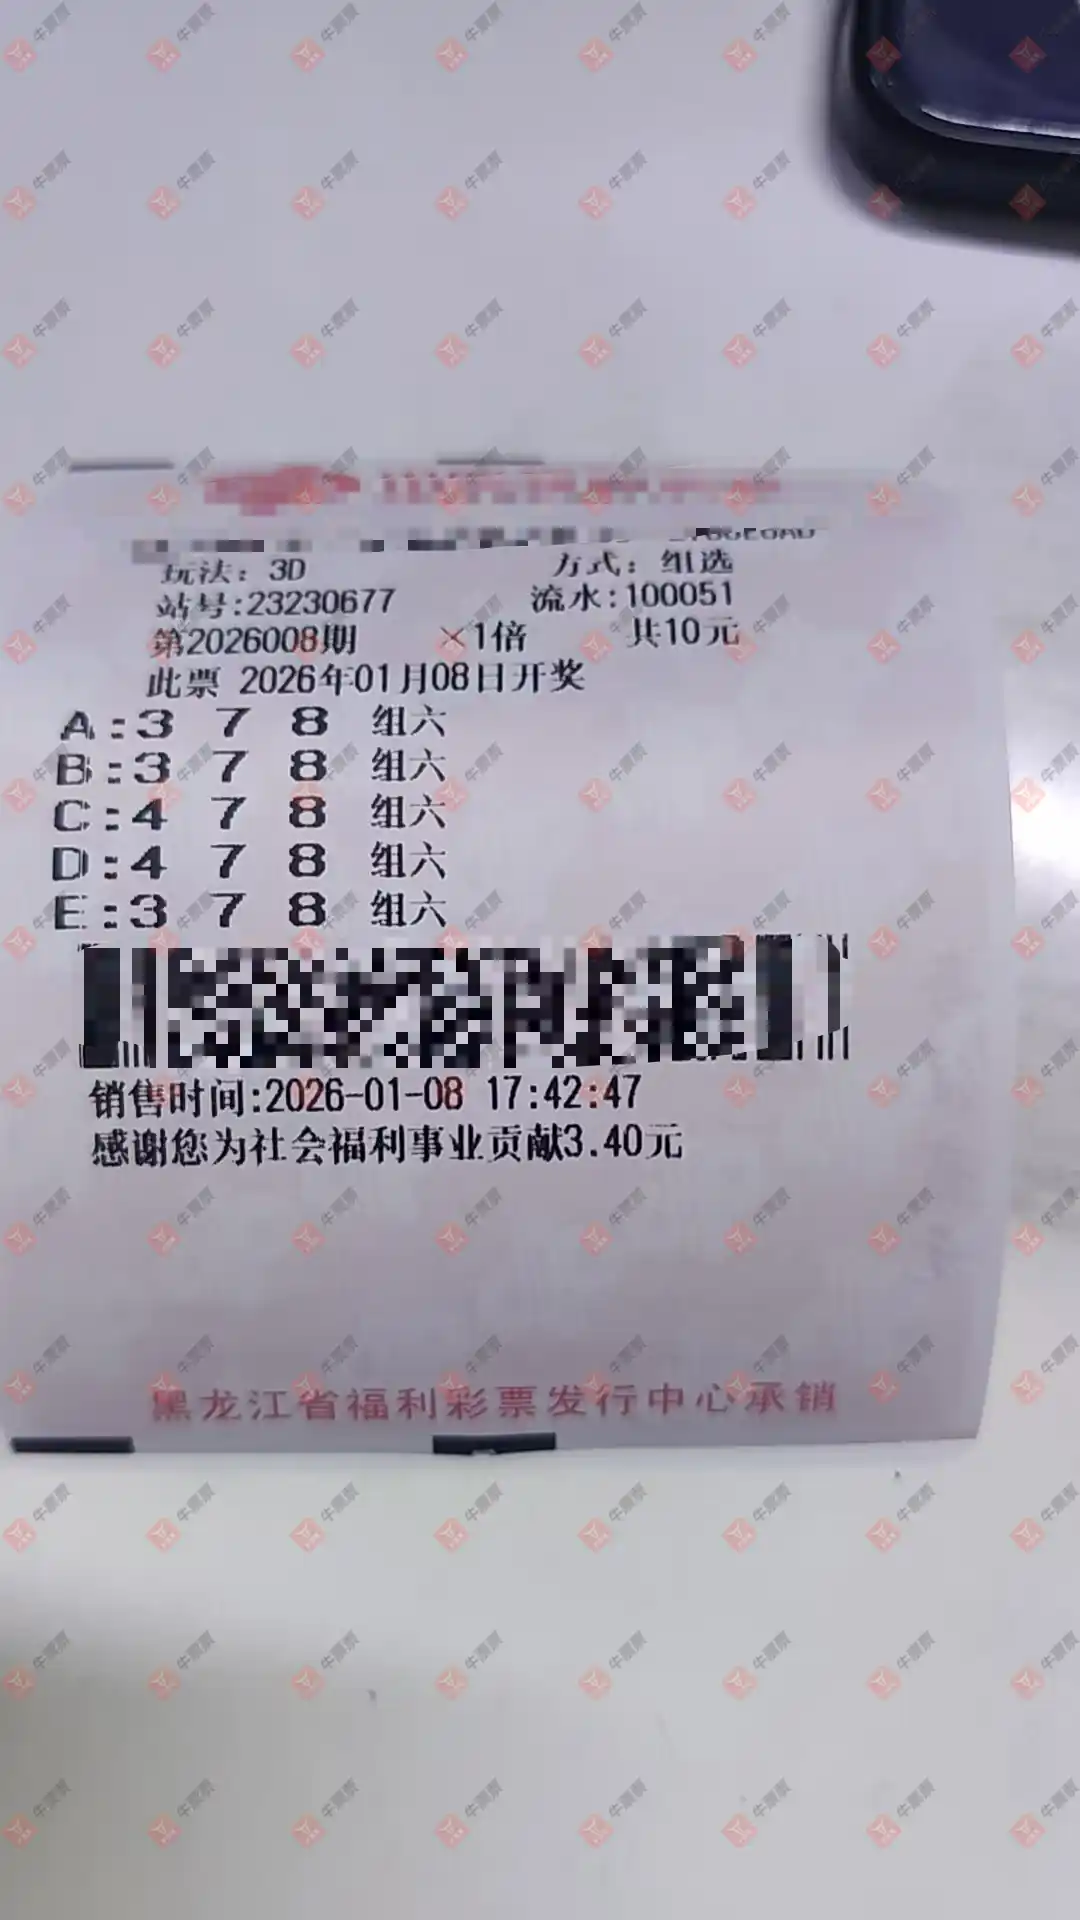 玩法：3D 方式：组选
站号:23230677 流水:100051
第2026008期 ×1倍 共10元
此票 2026年01月08日开奖
A:3 7 8 组六
B:3 7 8 组六
C:4 7 8 组六
D:4 7 8 组六
E:3 7 8 组六
销售时间:2026-01-08 17:42:47
感谢您为社会福利事业贡献3.40元
黑龙江省福利彩票发行中心承销
牛票票